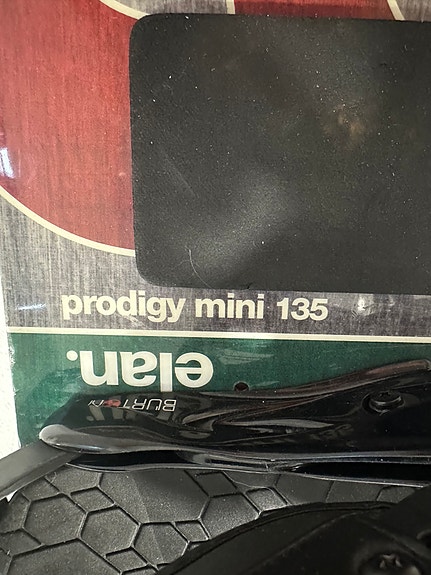 prodigy mini 135
elan.
BURTON